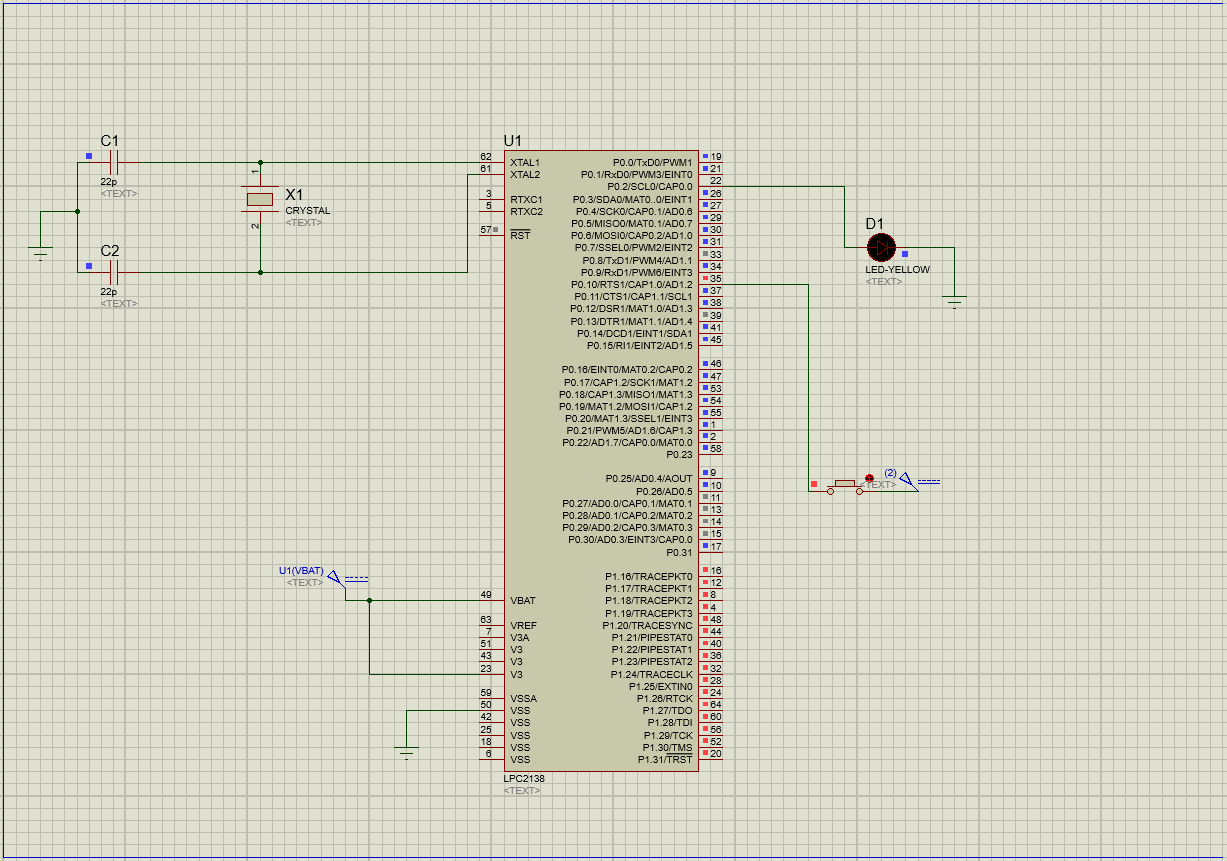 C1
22p
<TEXT>
1
X1
CRYSTAL
<TEXT>
2
C2
22p
<TEXT>
U1
62 XTAL1
61 XTAL2
3 RTXC1
5 RTXC2
57 RST
49 VBAT
63 VREF
7 V3A
51 V3
43 V3
23 V3
59 VSSA
50 VSS
42 VSS
25 VSS
18 VSS
6 VSS
P0.0/TxD0/PWM1 19
P0.1/RxD0/PWM3/EINT0 21
P0.2/SCL0/CAP0.0 22
P0.3/SDA0/MAT0..0/EINT1 26
P0.4/SCK0/CAP0.1/AD0.6 27
P0.5/MISO0/MAT0.1/AD0.7 29
P0.6/MOSI0/CAP0.2/AD1.0 30
P0.7/SSEL0/PWM2/EINT2 31
P0.8/TxD1/PWM4/AD1.1 33
P0.9/RxD1/PWM6/EINT3 34
P0.10/RTS1/CAP1.0/AD1.2 35
P0.11/CTS1/CAP1.1/SCL1 37
P0.12/DSR1/MAT1.0/AD1.3 38
P0.13/DTR1/MAT1.1/AD1.4 39
P0.14/DCD1/EINT1/SDA1 41
P0.15/RI1/EINT2/AD1.5 45
P0.16/EINT0/MAT0.2/CAP0.2 46
P0.17/CAP1.2/SCK1/MAT1.2 47
P0.18/CAP1.3/MISO1/MAT1.3 53
P0.19/MAT1.2/MOSI1/CAP1.2 54
P0.20/MAT1.3/SSEL1/EINT3 55
P0.21/PWM5/AD1.6/CAP1.3 1
P0.22/AD1.7/CAP0.0/MAT0.0 2
P0.23 58
P0.25/AD0.4/AOUT 9
P0.26/AD0.5 10
P0.27/AD0.0/CAP0.1/MAT0.1 11
P0.28/AD0.1/CAP0.2/MAT0.2 13
P0.29/AD0.2/CAP0.3/MAT0.3 14
P0.30/AD0.3/EINT3/CAP0.0 15
P0.31 17
P1.16/TRACEPKT0 16
P1.17/TRACEPKT1 12
P1.18/TRACEPKT2 8
P1.19/TRACEPKT3 4
P1.20/TRACESYNC 48
P1.21/PIPESTAT0 44
P1.22/PIPESTAT1 40
P1.23/PIPESTAT2 36
P1.24/TRACECLK 32
P1.25/EXTIN0 28
P1.26/RTCK 24
P1.27/TDO 64
P1.28/TDI 60
P1.29/TCK 56
P1.30/TMS 52
P1.31/TRST 20
LPC2138
<TEXT>
U1(VBAT)
<TEXT>
D1
LED-YELLOW
<TEXT>
(2)
<TEXT>